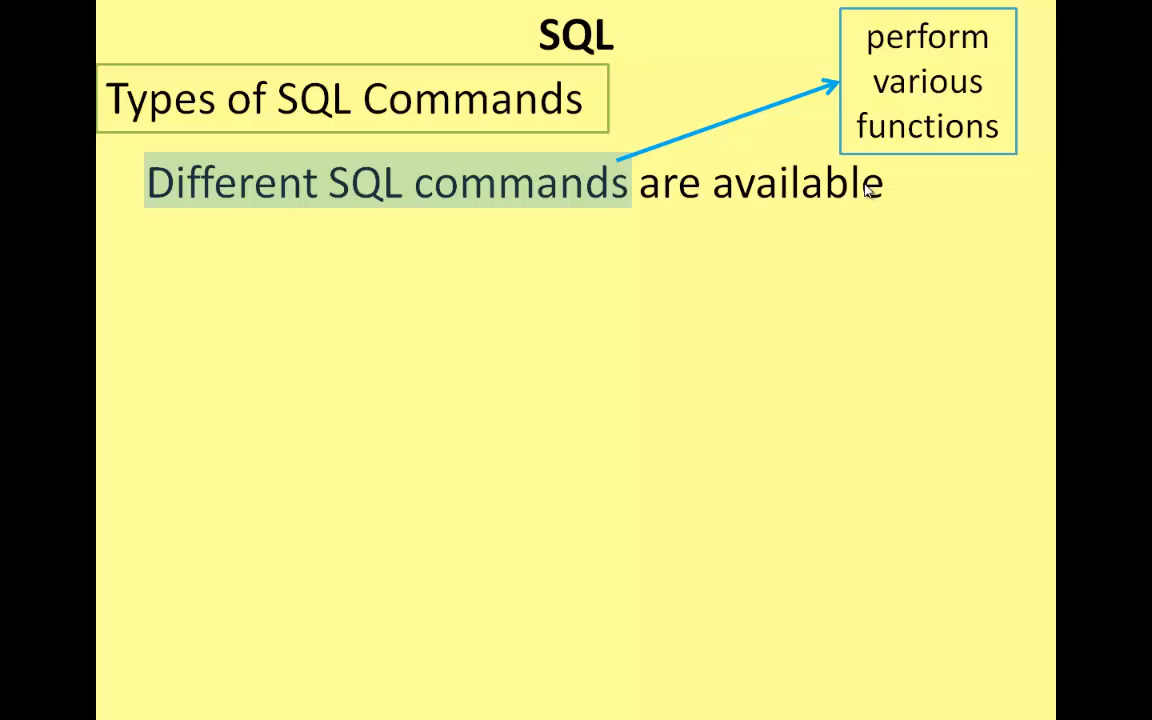 SQL
perform
various
functions
Types of SQL Commands
Different SQL commands are available